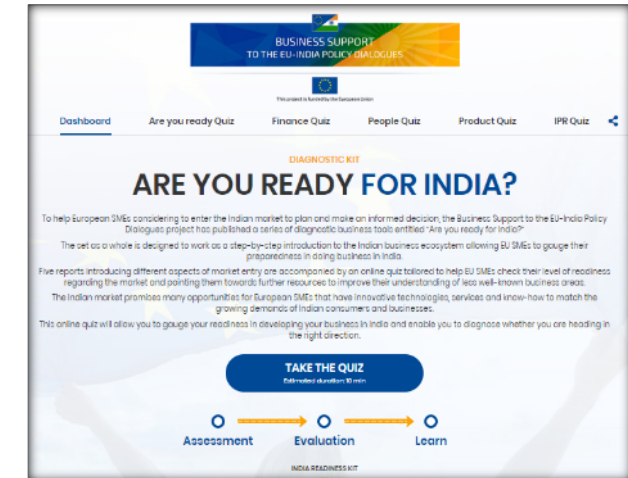 BUSINESS SUPPORT
TO THE EU-INDIA POLICY DIALOGUES
This project is funded by the European Union
Dashboard Are you ready Quiz Finance Quiz People Quiz Product Quiz IPR Quiz
DIAGNOSTIC KIT
ARE YOU READY FOR INDIA?
To help European SMEs considering to enter the Indian market to plan and make an informed decision, the Business Support to the EU-India Policy
Dialogues project has published a series of diagnostic business tools entitled "Are you ready for India?"
The set as a whole is designed to work as a step-by-step introduction to the Indian business ecosystem allowing EU SMEs to gauge their
preparedness in doing business in India.
Five reports introducing different aspects of market entry are accompanied by an online quiz tailored to help EU SMEs check their level of readiness
regarding the market and pointing them towards further resources to improve their understanding of less well-known business areas.
The Indian market promises many opportunities for European SMEs that have innovative technologies, services and know-how to match the
growing demands of Indian consumers and businesses.
This online quiz will allow you to gauge your readiness in developing your business in India and enable you to diagnose whether you are heading in
the right direction.
TAKE THE QUIZ
Estimated duration: 10 min
Assessment Evaluation Learn
INDIA READINESS KIT